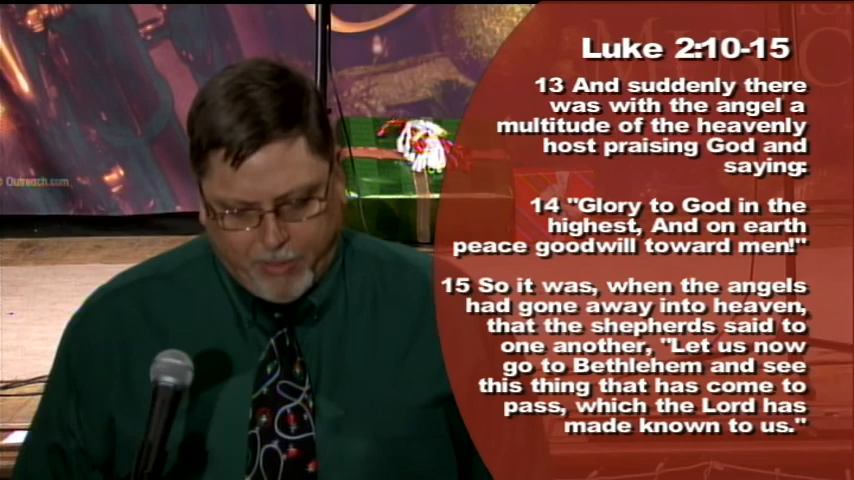 Luke 2:10-15
13 And suddenly there
was with the angel a
multitude of the heavenly
host praising God and
saying:
14 "Glory to God in the
highest, And on earth
peace goodwill toward men!"
15 So it was, when the angels
had gone away into heaven,
that the shepherds said to
one another, "Let us now
go to Bethlehem and see
this thing that has come to
pass, which the Lord has
made known to us."
© Outreach.com